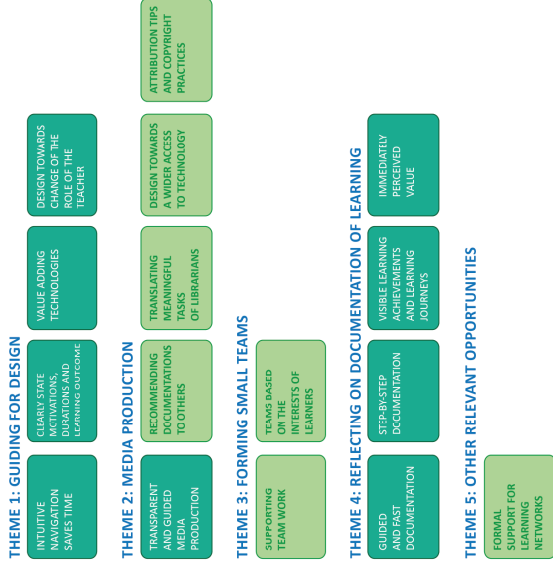 THEME 1: GUIDING FOR DESIGN
INTUITIVE
NAVIGATION
SAVES TIME
CLEARLY STATE
MOTIVATIONS,
DURATIONS AND
LEARNING OUTCOME
VALUE ADDING
TECHNOLOGIES
DESIGN TOWARDS
CHANGE OF THE
ROLE OF THE
TEACHER
THEME 2: MEDIA PRODUCTION
TRANSPARENT
AND GUIDED
MEDIA
PRODUCTION
RECOMMENDING
DOCUMENTATIONS
TO OTHERS
TRANSLATING
MEANINGFUL
TASKS
OF LIBRARIANS
DESIGN TOWARDS
A WIDER ACCESS
TO TECHNOLOGY
ATTRIBUTION TIPS
AND COPYRIGHT
PRACTICES
THEME 3: FORMING SMALL TEAMS
SUPPORTING
TEAM WORK
TEAMS BASED
ON THE
INTERESTS OF
LEARNERS
THEME 4: REFLECTING ON DOCUMENTATION OF LEARNING
GUIDED
AND FAST
DOCUMENTATION
STEP-BY-STEP
DOCUMENTATION
VISIBLE LEARNING
ACHIEVEMENTS
AND LEARNING
JOURNEYS
IMMEDIATELY
PERCEIVED
VALUE
THEME 5: OTHER RELEVANT OPPORTUNITIES
FORMAL
SUPPORT FOR
LEARNING
NETWORKS